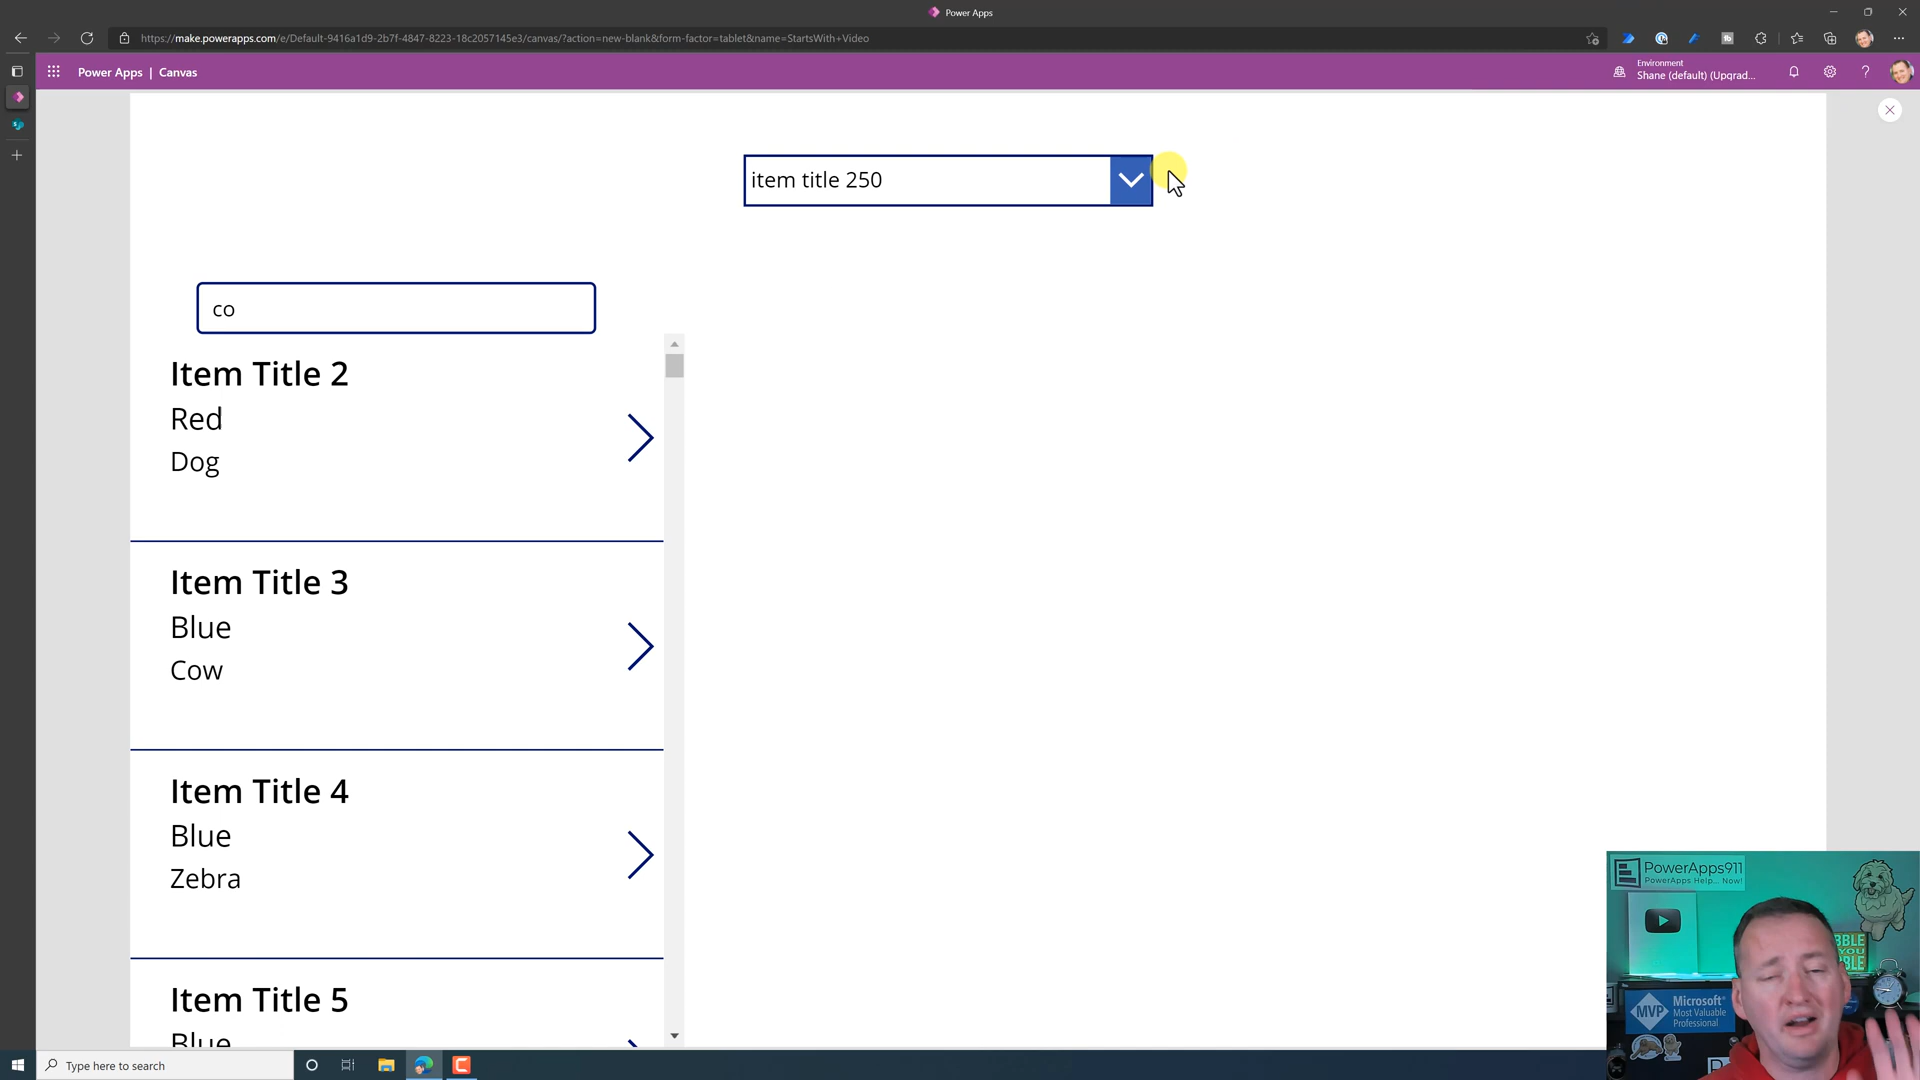 Power Apps
https://make.powerapps.com/e/Default-9416a1d9-2b7f-4847-8223-18c2057145e3/canvas/?action=new-blank&form-factor=tablet&name=StartsWith+Video
Power Apps | Canvas
Environment
Shane (default) (Upgrad...
item title 250
co
Item Title 2
Red
Dog
Item Title 3
Blue
Cow
Item Title 4
Blue
Zebra
Item Title 5
Blue
PowerApps911
PowerApps Help... Now!
BBLE
YOU
BBLE
MVP
Microsoft®
Most Valuable
Professional
Type here to search